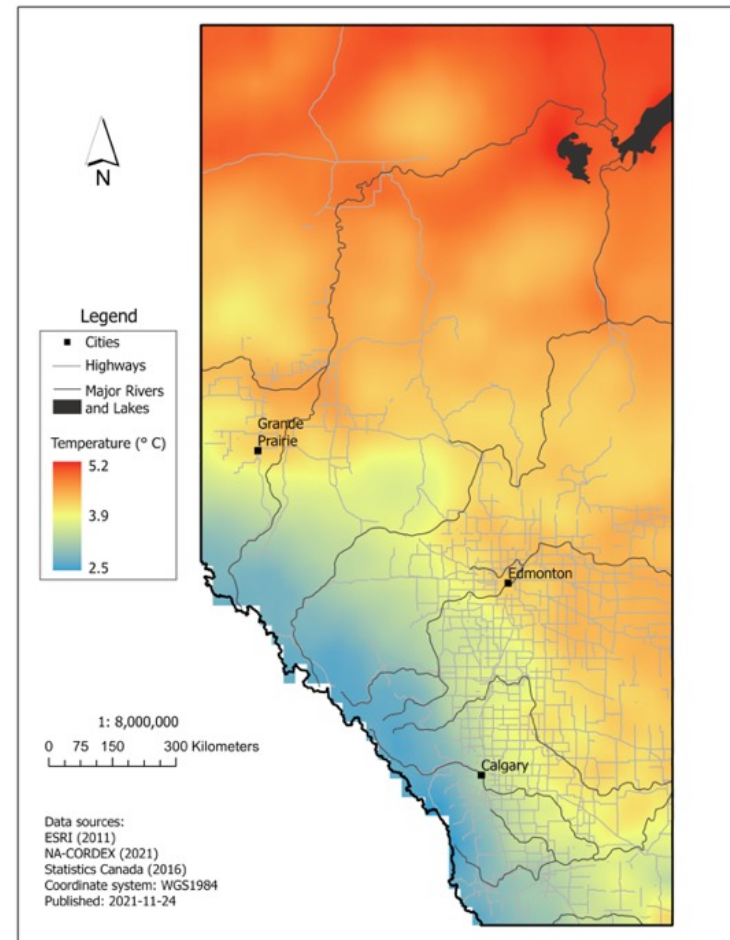 N
Legend
Cities
Highways
Major Rivers
and Lakes
Temperature (° C)
5.2
3.9
2.5
Grande
Prairie
Edmonton
Calgary
1: 8,000,000
0 75 150 300 Kilometers
Data sources:
ESRI (2011)
NA-CORDEX (2021)
Statistics Canada (2016)
Coordinate system: WGS1984
Published: 2021-11-24